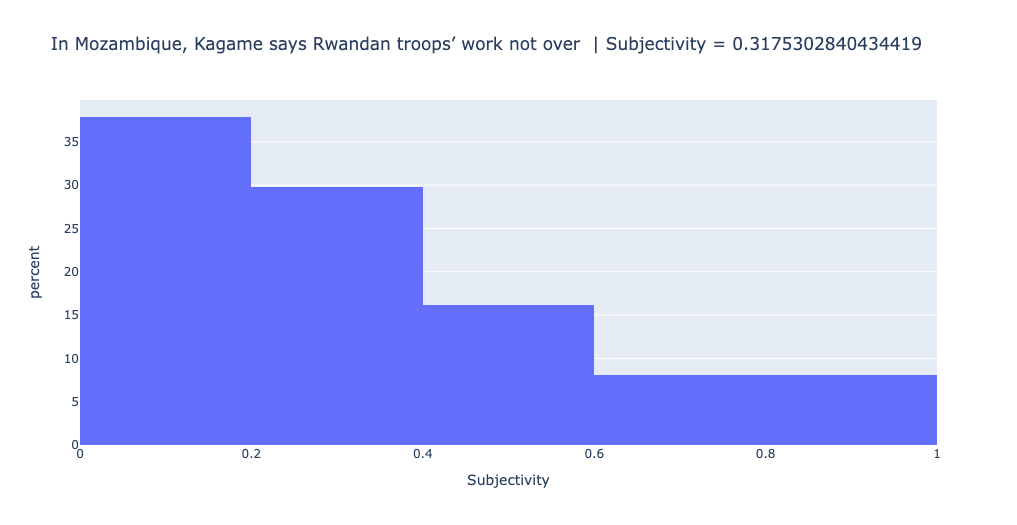 In Mozambique, Kagame says Rwandan troops’ work not over | Subjectivity = 0.3175302840434419
35
30
25
20
15
10
5
0
percent
0 0.2 0.4 0.6 0.8 1
Subjectivity